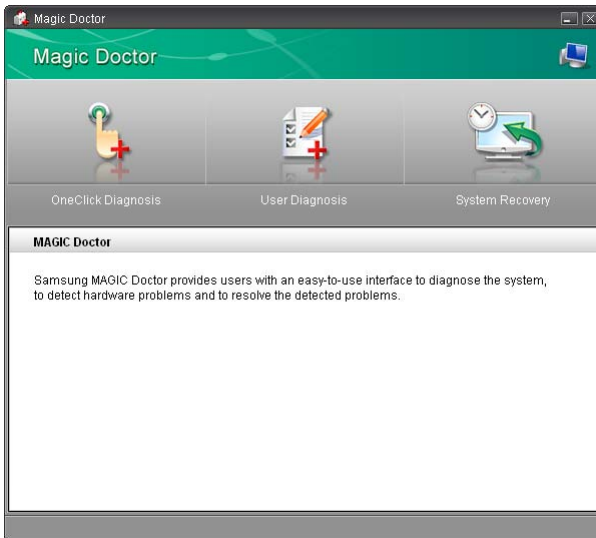 Magic Doctor
Magic Doctor
OneClick Diagnosis
User Diagnosis
System Recovery
MAGIC Doctor
Samsung MAGIC Doctor provides users with an easy-to-use interface to diagnose the system,
to detect hardware problems and to resolve the detected problems.